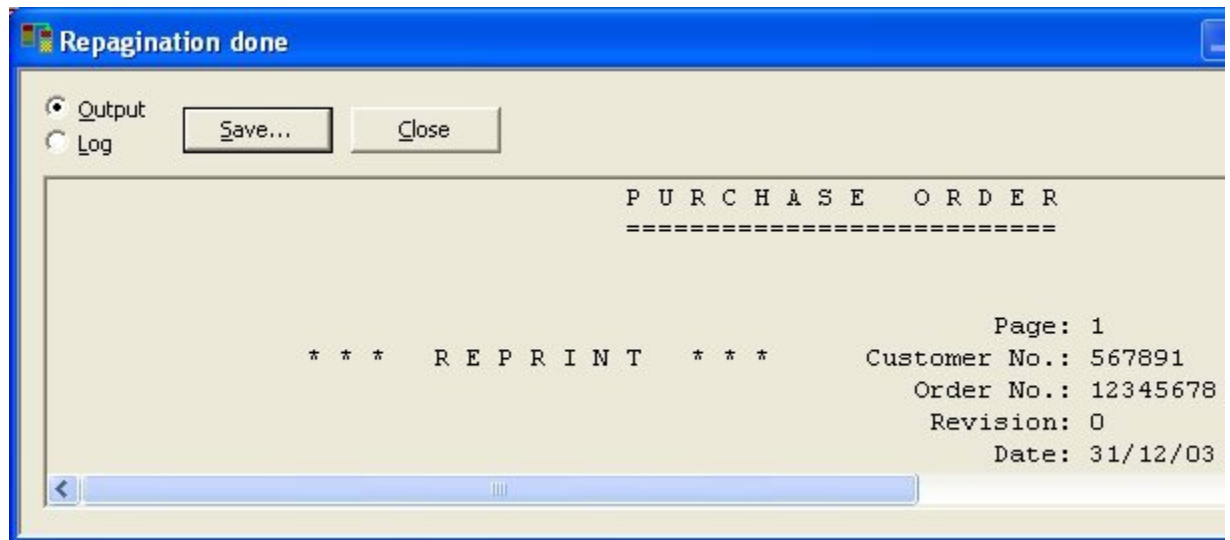 Repagination done
Output
Log
Save...
Close
P U R C H A S E   O R D E R
===========================
Page: 1
* * *   R E P R I N T   * * *   Customer No.: 567891
Order No.: 12345678
Revision: 0
Date: 31/12/03